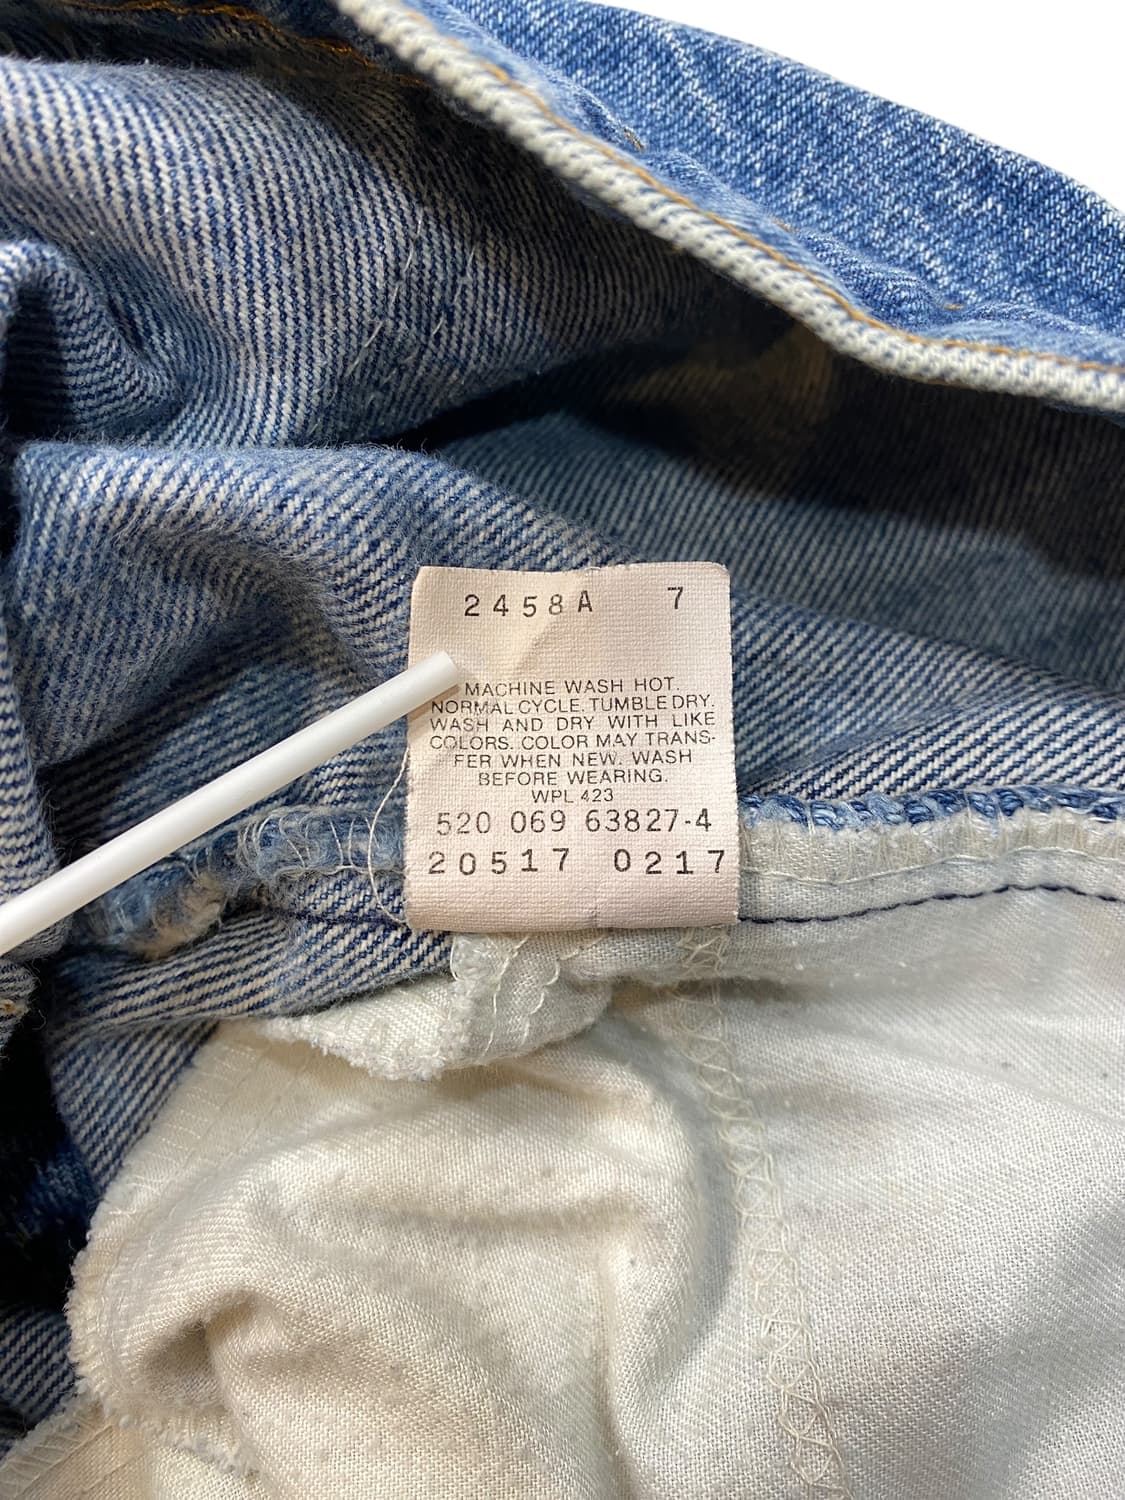 2458A 7
MACHINE WASH HOT.
NORMAL CYCLE. TUMBLE DRY.
WASH AND DRY WITH LIKE
COLORS. COLOR MAY TRANS-
FER WHEN NEW. WASH
BEFORE WEARING.
WPL 423
520 069 63827-4
20517 0217